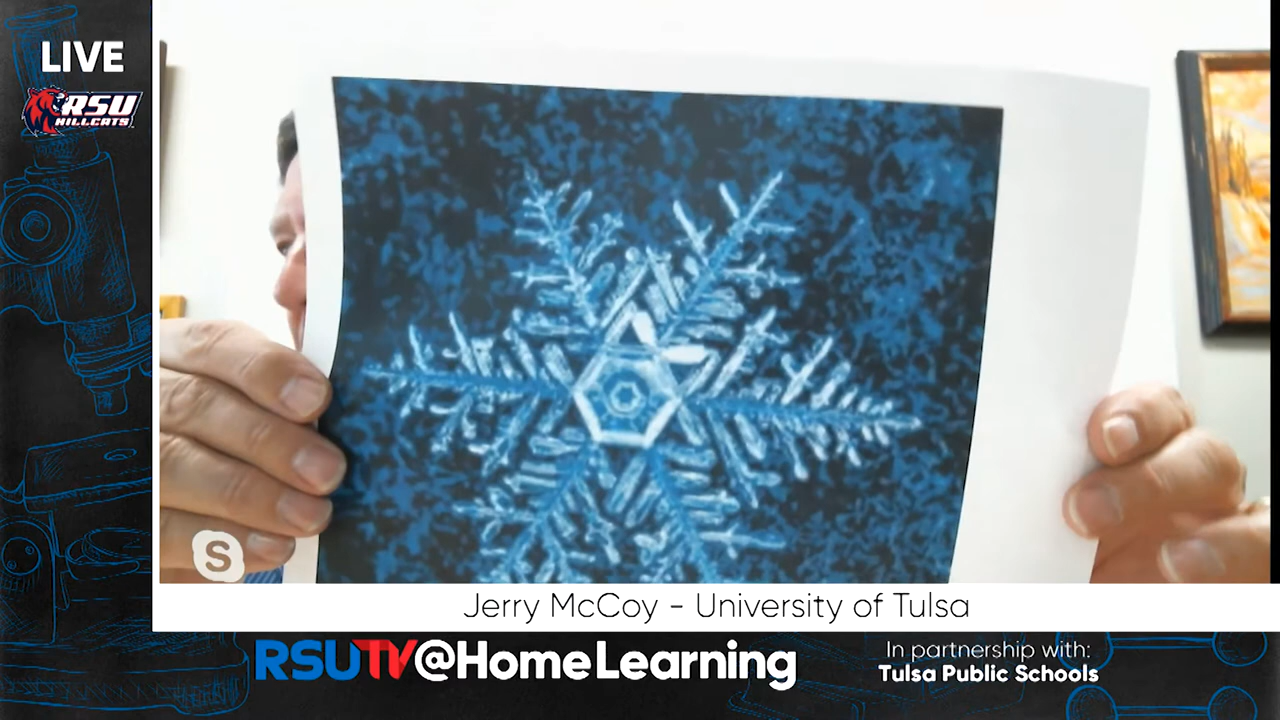 LIVE
RSU
HILLCATS
S
Jerry McCoy - University of Tulsa
RSUTV@HomeLearning
In partnership with:
Tulsa Public Schools